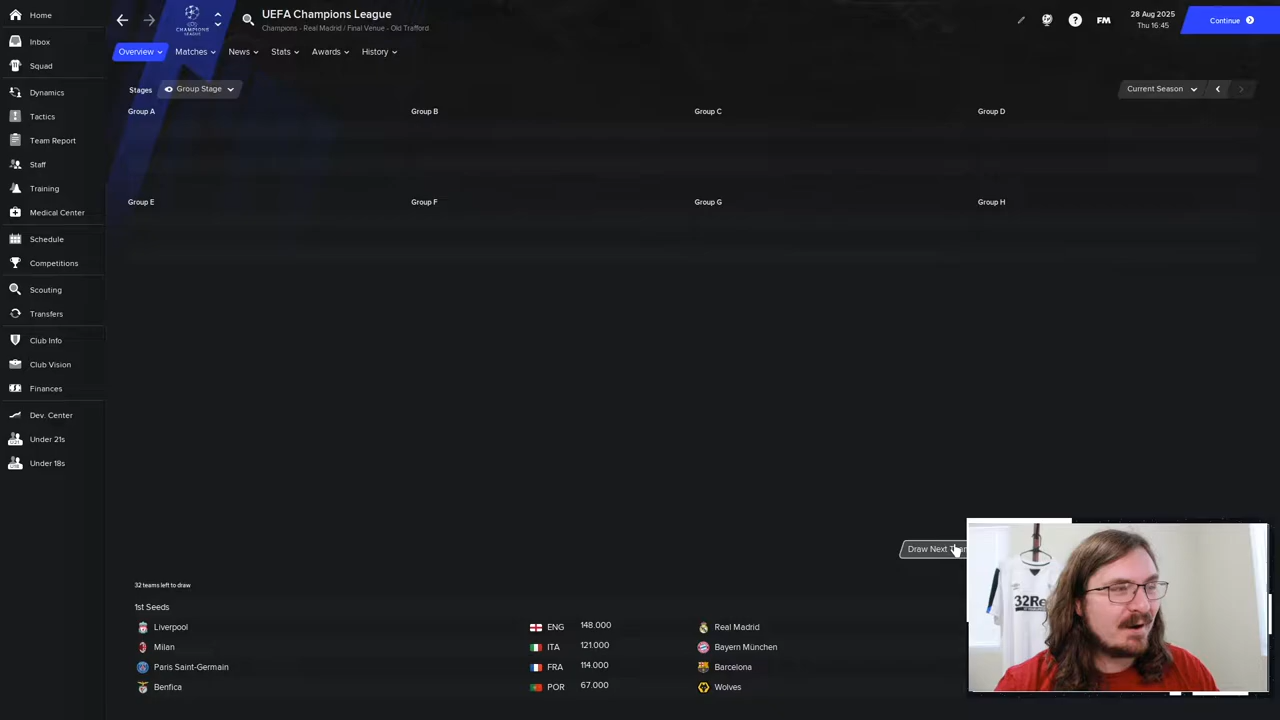 Home
Inbox
Squad
Dynamics
Tactics
Team Report
Staff
Training
Medical Center
Schedule
Competitions
Scouting
Transfers
Club Info
Club Vision
Finances
Dev. Center
Under 21s
Under 18s
UEFA Champions League
Champions - Real Madrid / Final Venue - Old Trafford
FM
28 Aug 2025
Thu 16:45
Continue
Overview
Matches
News
Stats
Awards
History
Stages
Group Stage
Current Season
Group A
Group B
Group C
Group D
Group E
Group F
Group G
Group H
Draw Next
32 teams left to draw
1st Seeds
Liverpool ENG 148.000 Real Madrid
Milan ITA 121.000 Bayern München
Paris Saint-Germain FRA 114.000 Barcelona
Benfica POR 67.000 Wolves
32Re